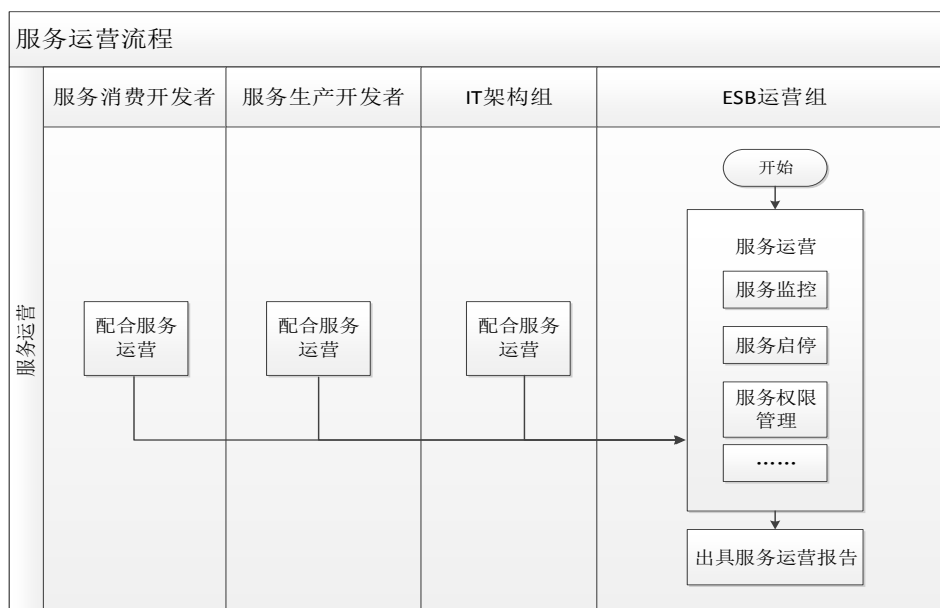 服务运营流程
服务消费开发者
服务生产开发者
IT架构组
ESB运营组
服务运营
开始
服务运营
服务监控
服务启停
服务权限
管理
……
配合服务
运营
配合服务
运营
配合服务
运营
出具服务运营报告